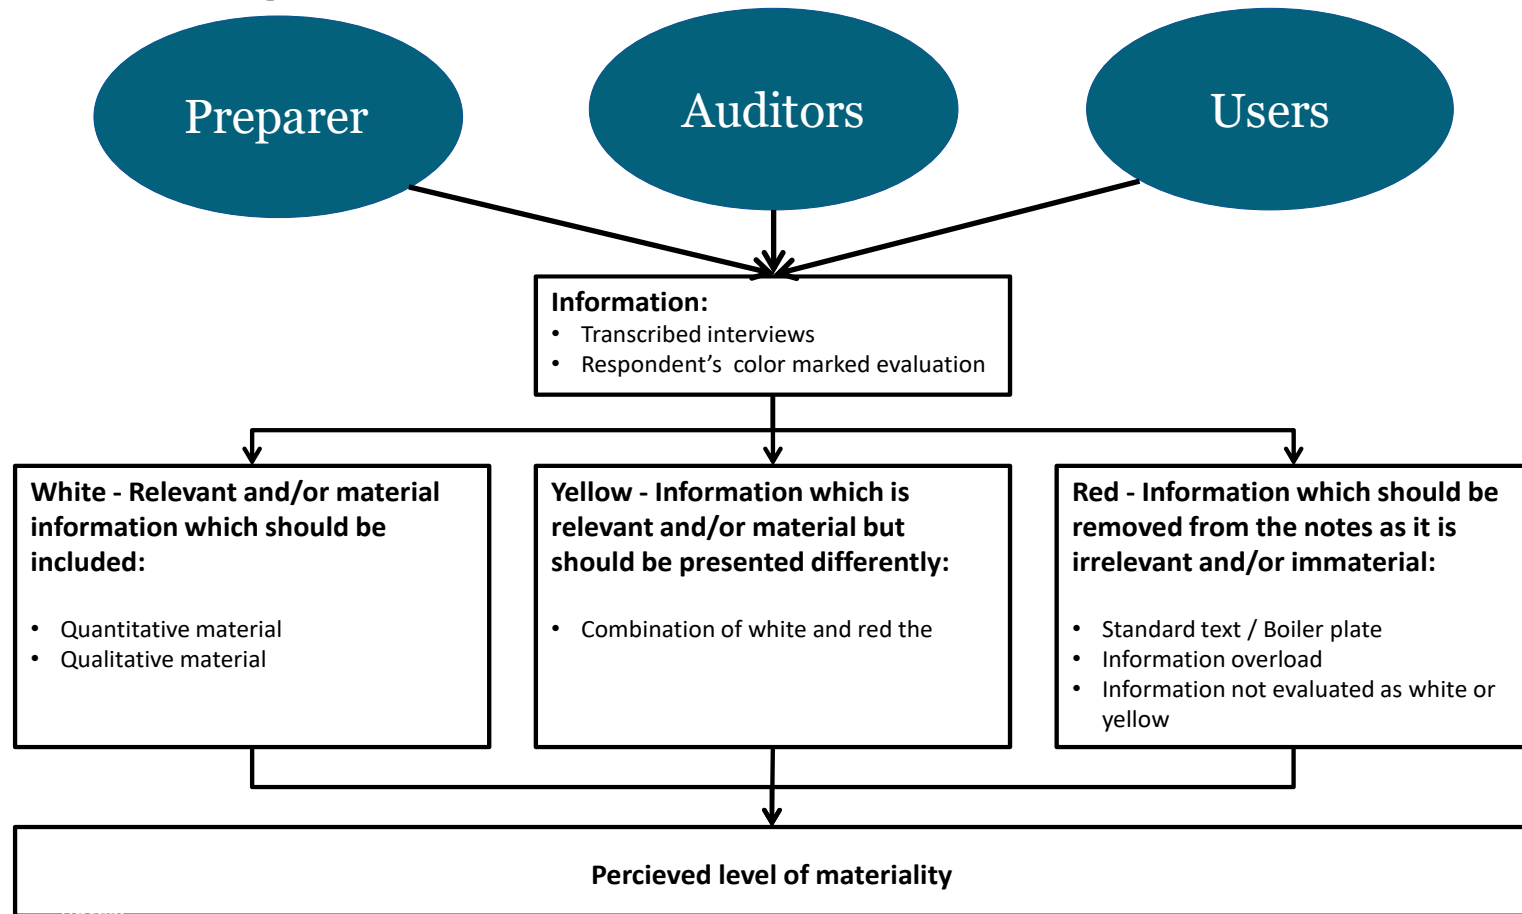 Preparer
Auditors
Users
Information:
• Transcribed interviews
• Respondent's  color marked evaluation
White - Relevant and/or material
information which should be
included:
• Quantitative material
• Qualitative material
Yellow - Information which is
relevant and/or material but
should be presented differently:
• Combination of white and red the
Red - Information which should be
removed from the notes as it is
irrelevant and/or immaterial:
• Standard text / Boiler plate
• Information overload
• Information not evaluated as white or
yellow
Percieved level of materiality